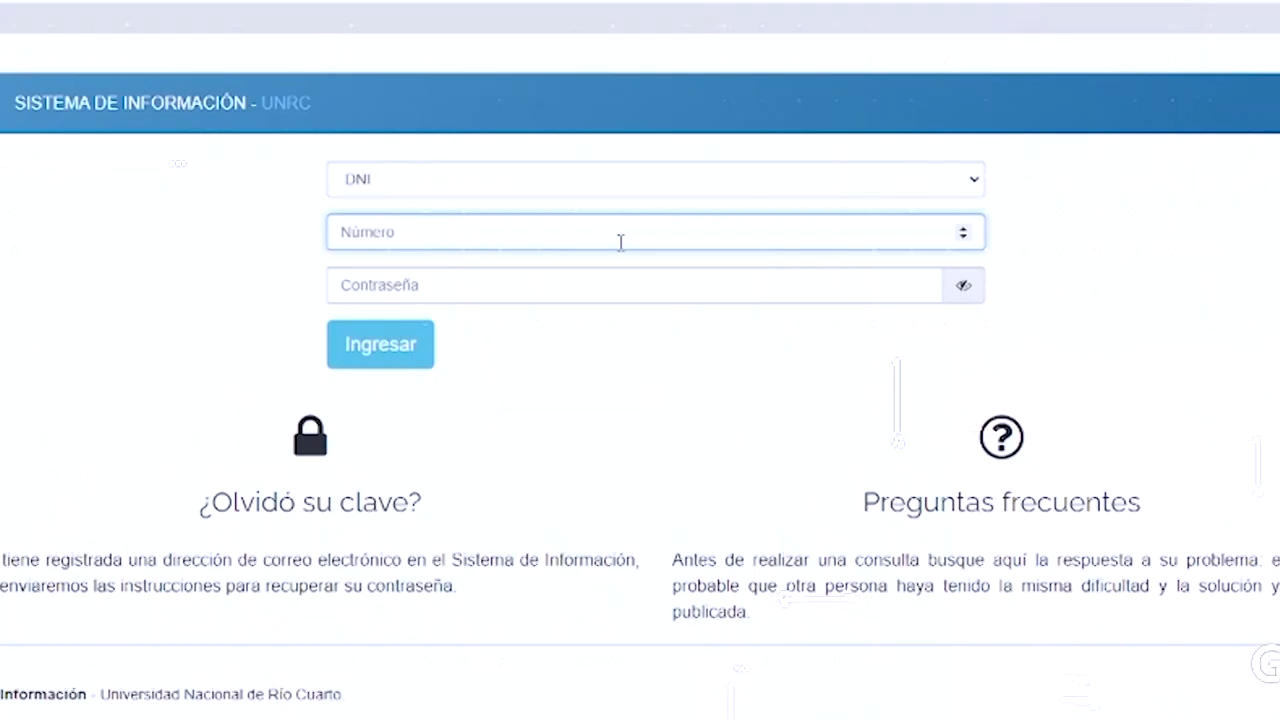 SISTEMA DE INFORMACIÓN - UNRC
DNI
Número
Contraseña
Ingresar
¿Olvidó su clave?
tiene registrada una dirección de correo electrónico en el Sistema de Información,
enviaremos las instrucciones para recuperar su contraseña.
Preguntas frecuentes
Antes de realizar una consulta busque aquí la respuesta a su problema: e
probable que otra persona haya tenido la misma dificultad y la solución y
publicada.
Información - Universidad Nacional de Río Cuarto
G